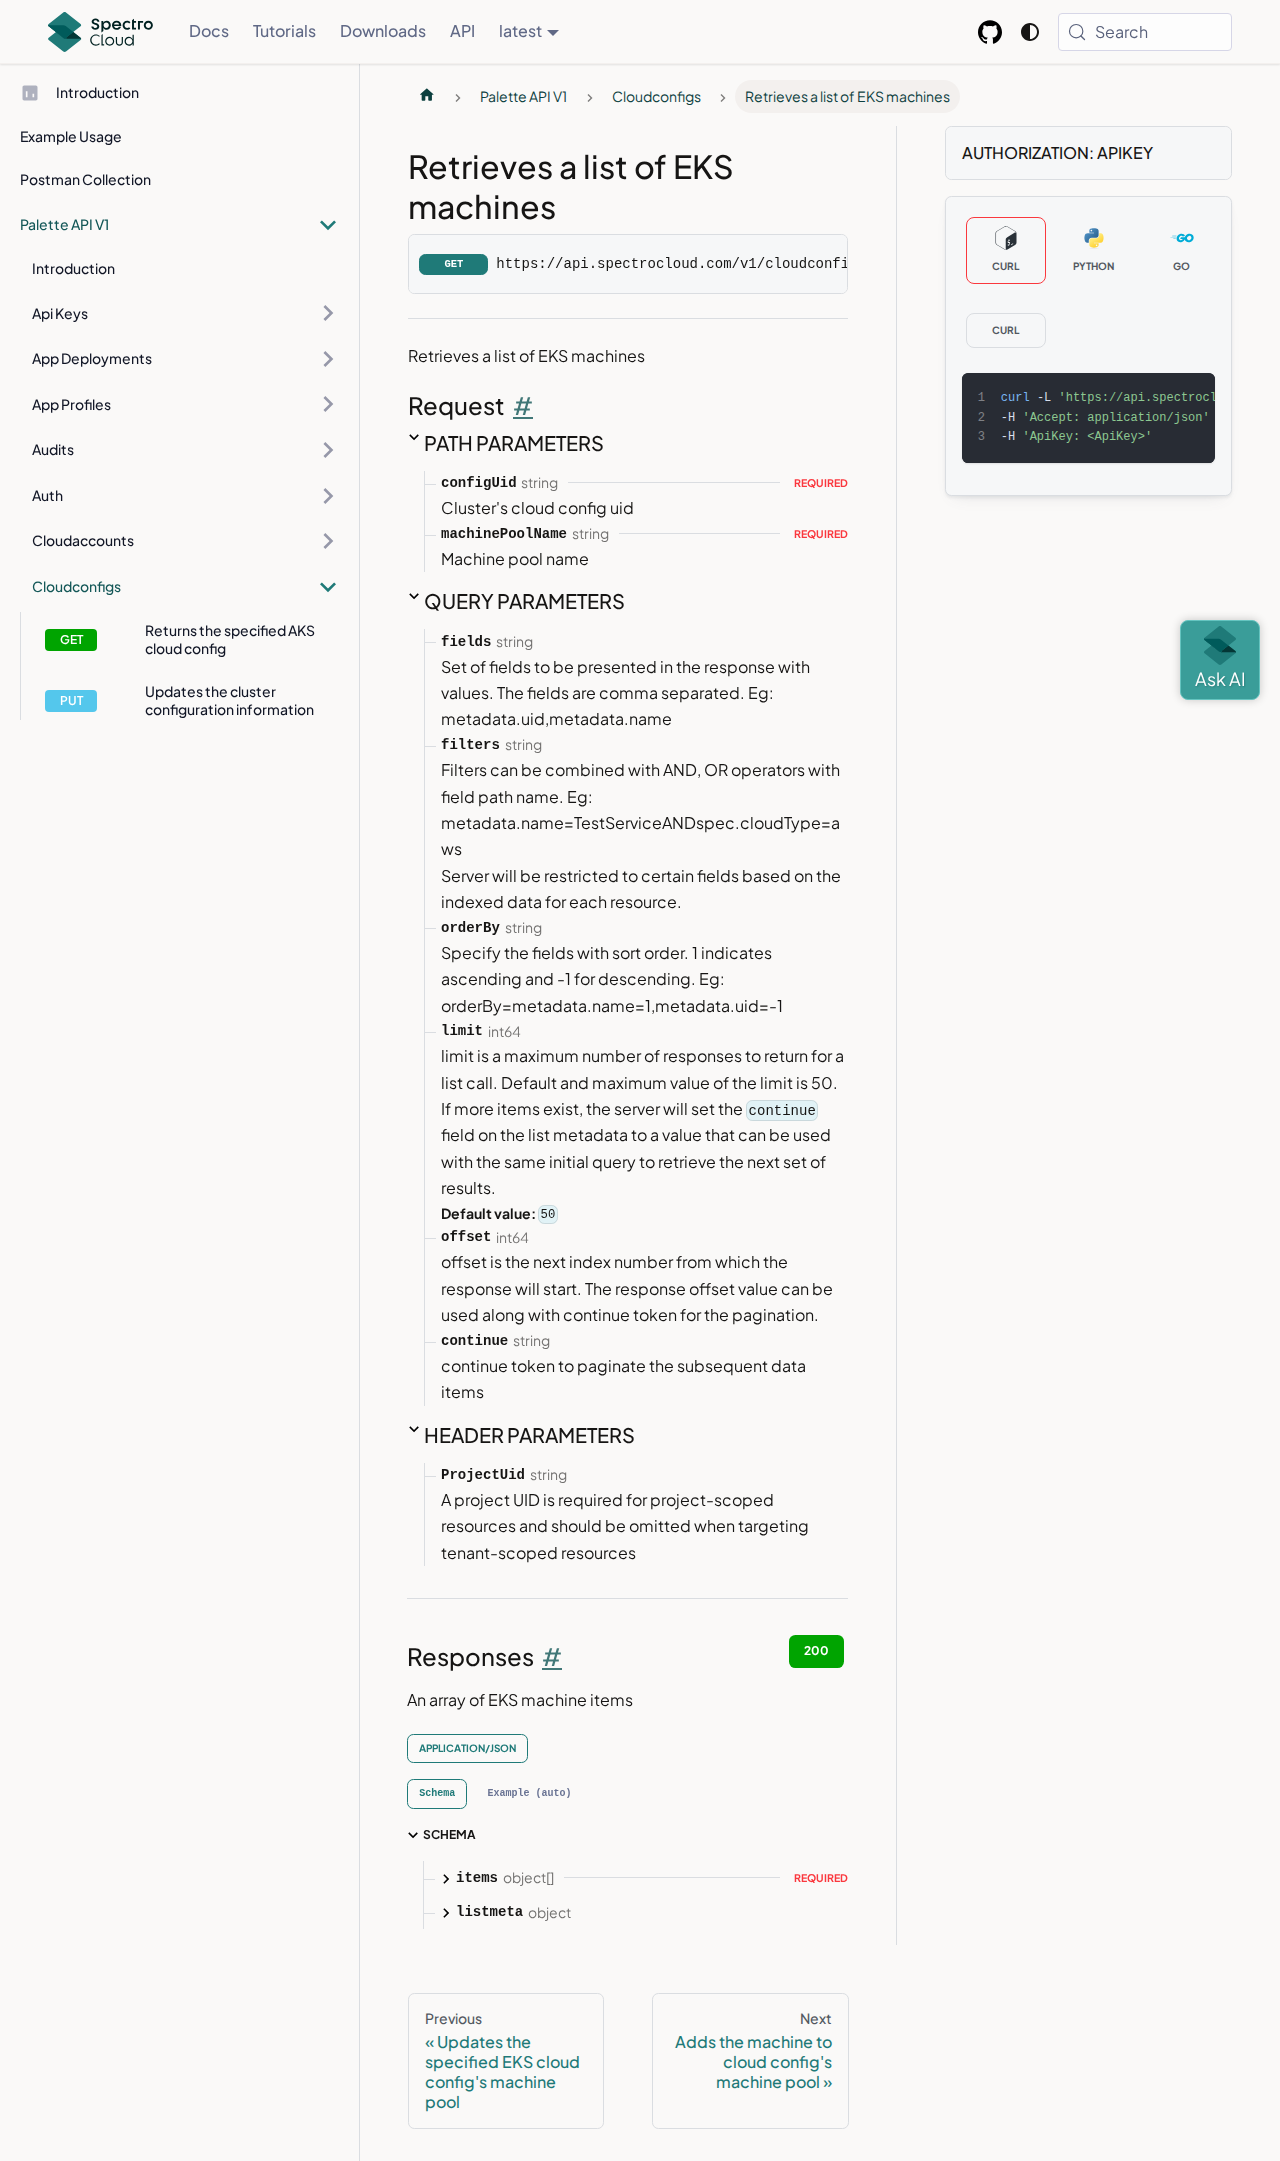 Spectro
Cloud
Docs
Tutorials
Downloads
API
latest
Search
Introduction
Example Usage
Postman Collection
Palette API V1
Introduction
Api Keys
App Deployments
App Profiles
Audits
Auth
Cloudaccounts
Cloudconfigs
GET
Returns the specified AKS
cloud config
PUT
Updates the cluster
configuration information
Palette API V1
Cloudconfigs
Retrieves a list of EKS machines
Retrieves a list of EKS
machines
GET
https://api.spectrocloud.com/v1/cloudconfi
Retrieves a list of EKS machines
Request #
PATH PARAMETERS
configUid string REQUIRED
Cluster's cloud config uid
machinePoolName string REQUIRED
Machine pool name
QUERY PARAMETERS
fields string
Set of fields to be presented in the response with
values. The fields are comma separated. Eg:
metadata.uid,metadata.name
filters string
Filters can be combined with AND, OR operators with
field path name. Eg:
metadata.name=TestServiceANDspec.cloudType=a
ws
Server will be restricted to certain fields based on the
indexed data for each resource.
orderBy string
Specify the fields with sort order. 1 indicates
ascending and -1 for descending. Eg:
orderBy=metadata.name=1,metadata.uid=-1
limit int64
limit is a maximum number of responses to return for a
list call. Default and maximum value of the limit is 50.
If more items exist, the server will set the continue
field on the list metadata to a value that can be used
with the same initial query to retrieve the next set of
results.
Default value: 50
offset int64
offset is the next index number from which the
response will start. The response offset value can be
used along with continue token for the pagination.
continue string
continue token to paginate the subsequent data
items
HEADER PARAMETERS
ProjectUid string
A project UID is required for project-scoped
resources and should be omitted when targeting
tenant-scoped resources
Responses #
200
An array of EKS machine items
APPLICATION/JSON
Schema
Example (auto)
SCHEMA
items object[] REQUIRED
listmeta object
Previous
« Updates the
specified EKS cloud
config's machine
pool
Next
Adds the machine to
cloud config's
machine pool »
AUTHORIZATION: APIKEY
CURL
PYTHON
GO
CURL
1 curl -L 'https://api.spectrocl
2 -H 'Accept: application/json'
3 -H 'ApiKey: <ApiKey>'
Ask AI